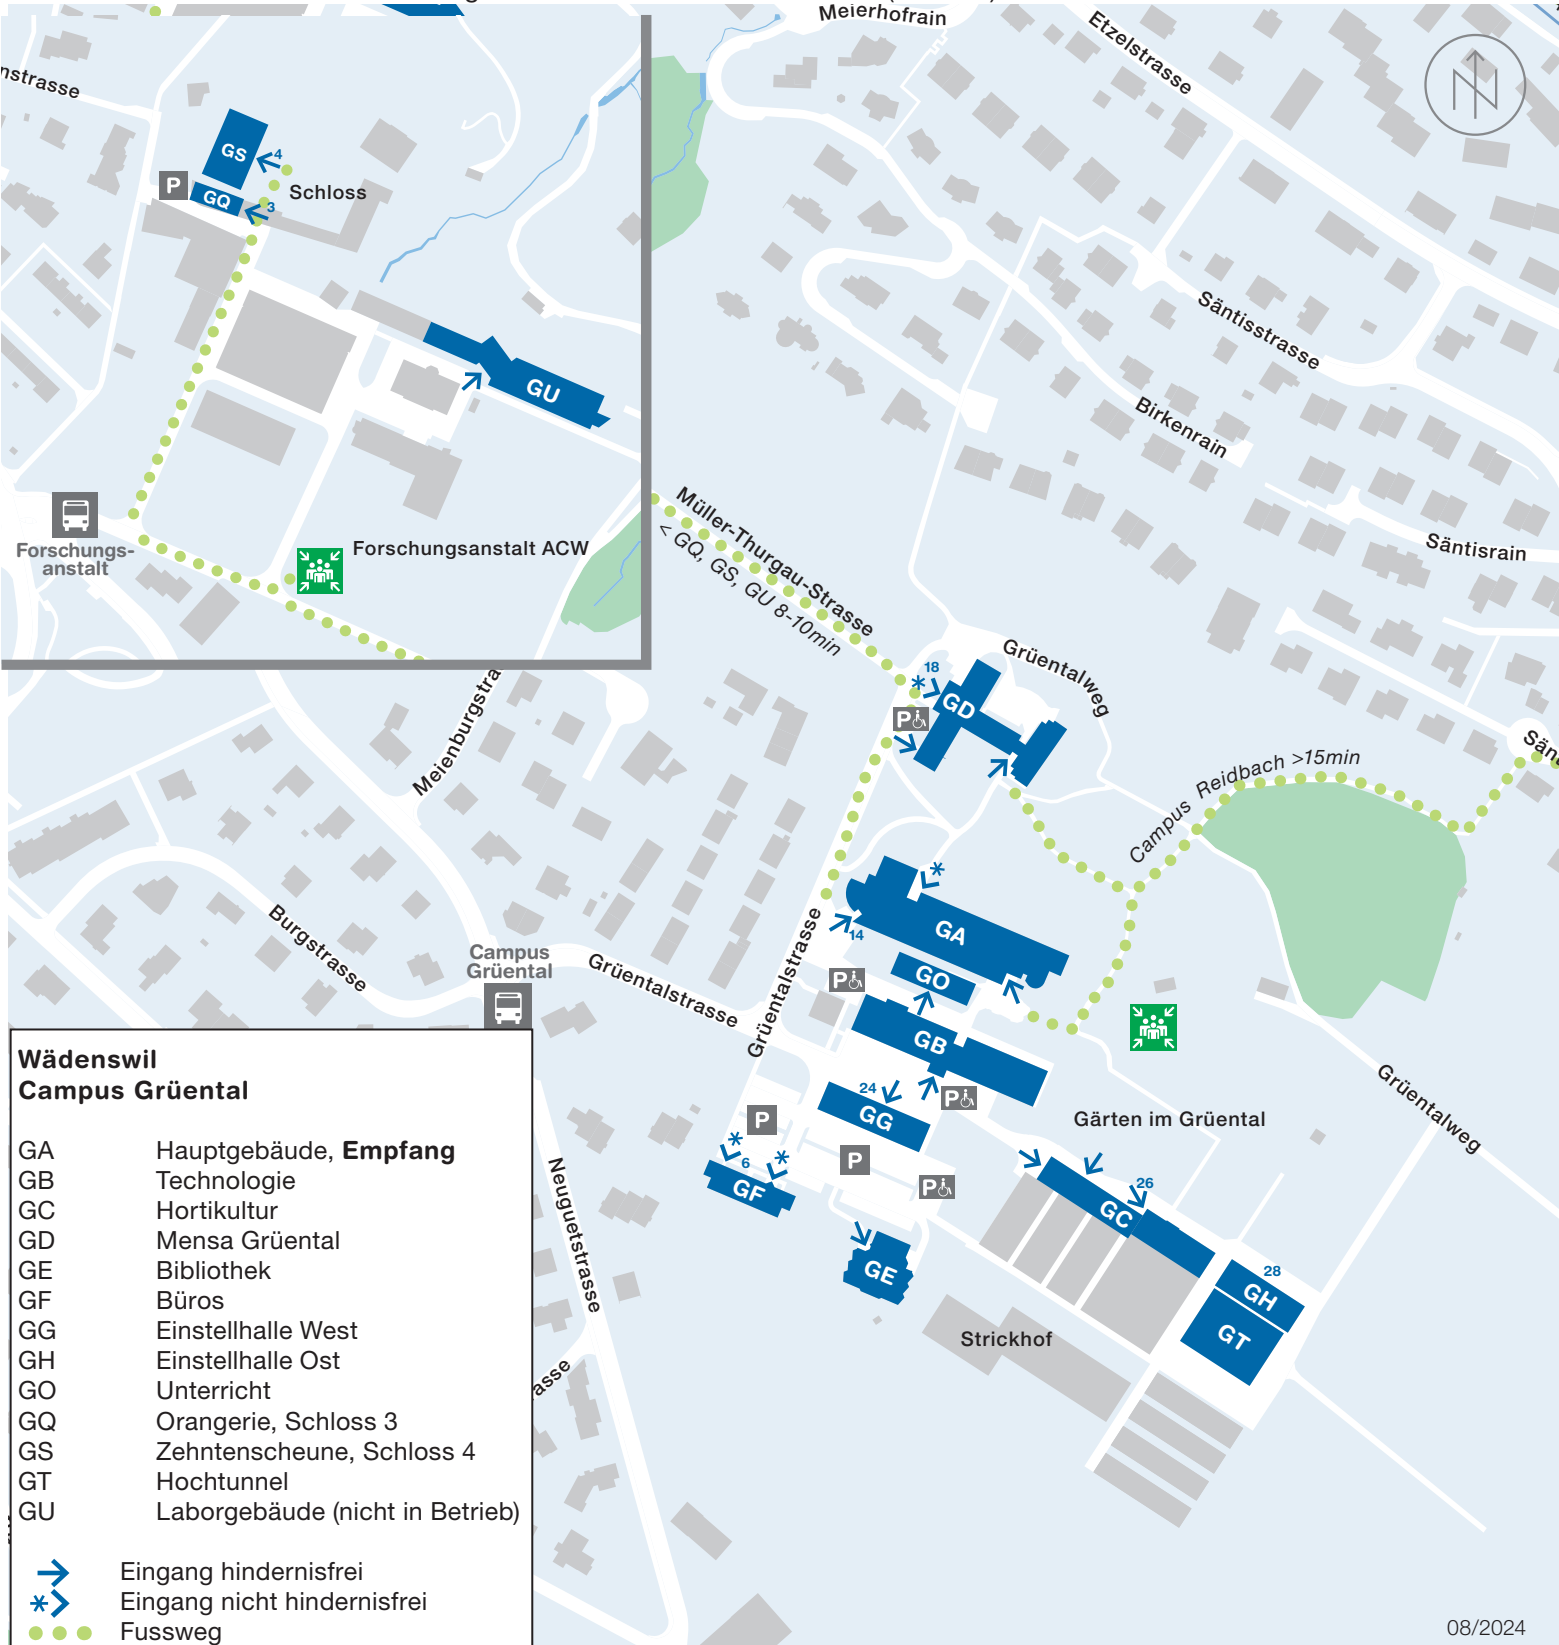 Meierhofrain
Etzelstrasse
nstrasse
GS
4
P
GQ
3
Schloss
Säntisstrasse
GU
Birkenrain
Müller-Thurgau-Strasse
< GQ, GS, GU 8-10min
Säntisrain
Forschungs-
anstalt
Forschungsanstalt ACW
Grüentalweg
18
GD
P
Meienburgstra
Sänt
Campus Reidbach >15min
Burgstrasse
Campus
Grüental
Grüentalstrasse
Grüentalstrasse
14
GA
P
GO
GB
24
GG
P
P
P
P
6
GF
GE
Gärten im Grüental
Grüentalweg
26
GC
28
GH
GT
Strickhof
Neuguetstrasse
asse
Wädenswil
Campus Grüental
GA Hauptgebäude, Empfang
GB Technologie
GC Hortikultur
GD Mensa Grüental
GE Bibliothek
GF Büros
GG Einstellhalle West
GH Einstellhalle Ost
GO Unterricht
GQ Orangerie, Schloss 3
GS Zehntenscheune, Schloss 4
GT Hochtunnel
GU Laborgebäude (nicht in Betrieb)
Eingang hindernisfrei
* Eingang nicht hindernisfrei
Fussweg
08/2024